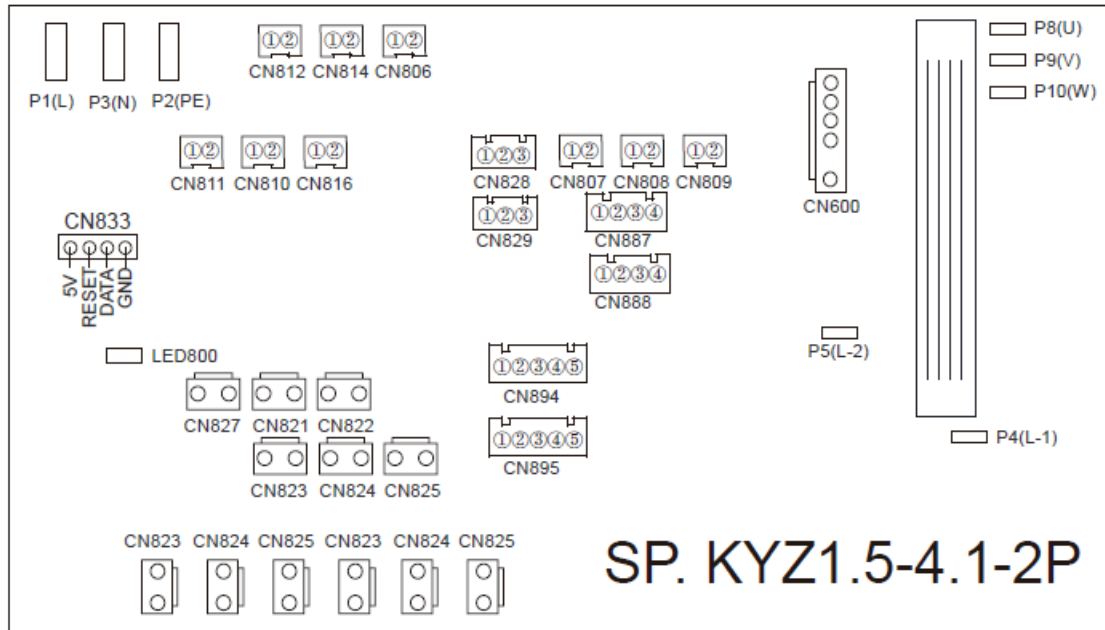 P8(U)
P9(V)
P10(W)
①② ①② ①②
CN812 CN814 CN806
P1(L) P3(N) P2(PE)
①② ①② ①② ①②③ ①② ①② ①②
CN811 CN810 CN816 CN828 CN807 CN808 CN809
CN600
①②③ ①②③④
CN829 CN887
CN833
5V
RESET
DATA
GND
①②③④
CN888
LED800
P5(L-2)
①②③④⑤
CN894
CN827 CN821 CN822
P4(L-1)
①②③④⑤
CN895
CN823 CN824 CN825
CN823 CN824 CN825 CN823 CN824 CN825
SP. KYZ1.5-4.1-2P